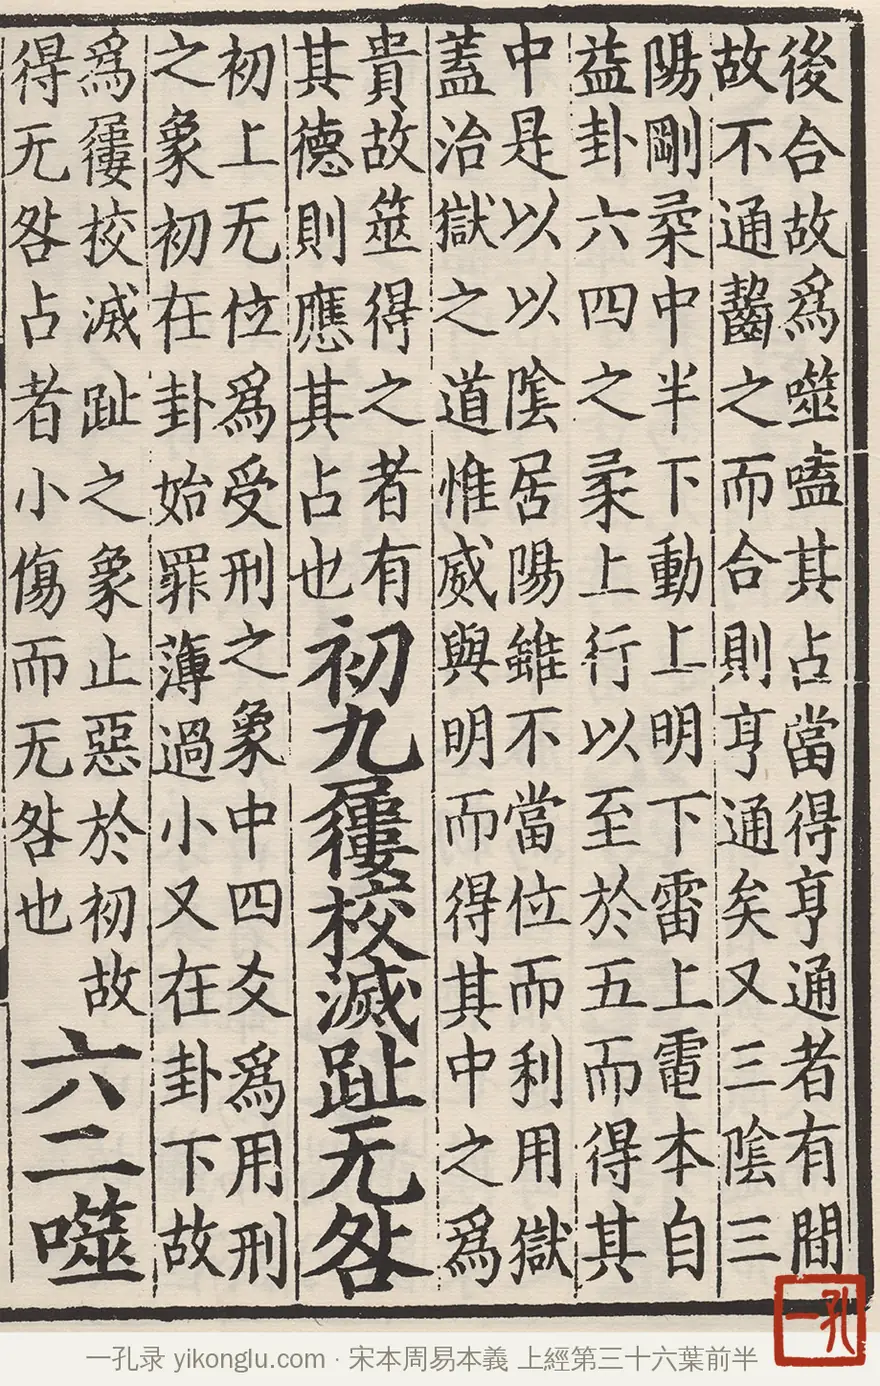 後合故爲噬嗑其占當得亨通者有間
故不通齧之而合則亨通矣又三陰三
陽剛柔中半下動上明下雷上電本自
益卦六四之柔上行以至於五而得其
中是以以陰居陽雖不當位而利用獄
蓋治獄之道惟威與明而得其中之爲
貴故筮得之者有
其德則應其占也
初九屨校滅趾无咎
初上无位爲受刑之象中四爻爲用刑
之象初在卦始罪薄過小又在卦下故
爲屨校滅趾之象止惡於初故
得无咎占者小傷而无咎也
六二噬
一孔
一孔录 yikonglu.com · 宋本周易本義 上經第三十六葉前半